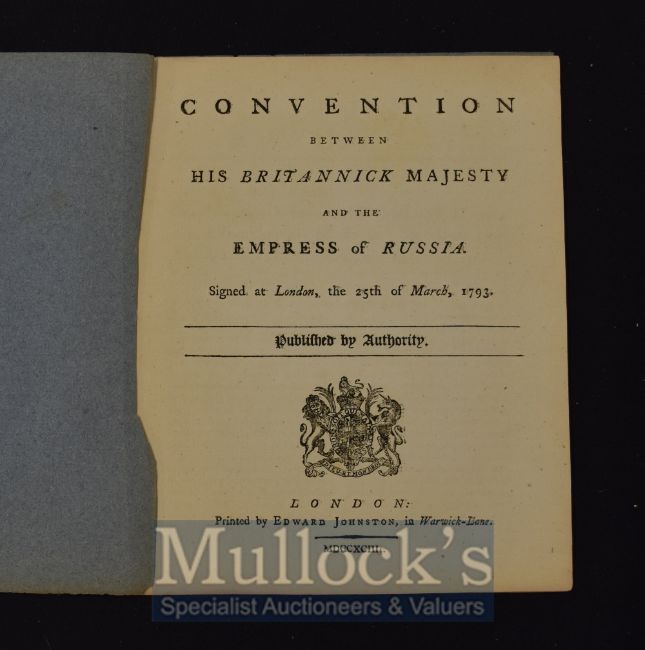 CONVENTION
BETWEEN
HIS BRITANNICK MAJESTY
AND THE
EMPRESS of RUSSIA.
Signed at London, the 25th of March, 1793.
Publiſhed by Authority.
LONDON:
Printed by EDWARD JOHNSTON, in Warwick-Lane.
MDCCXCIII.
Mullock's
Specialist Auctioneers & Valuers